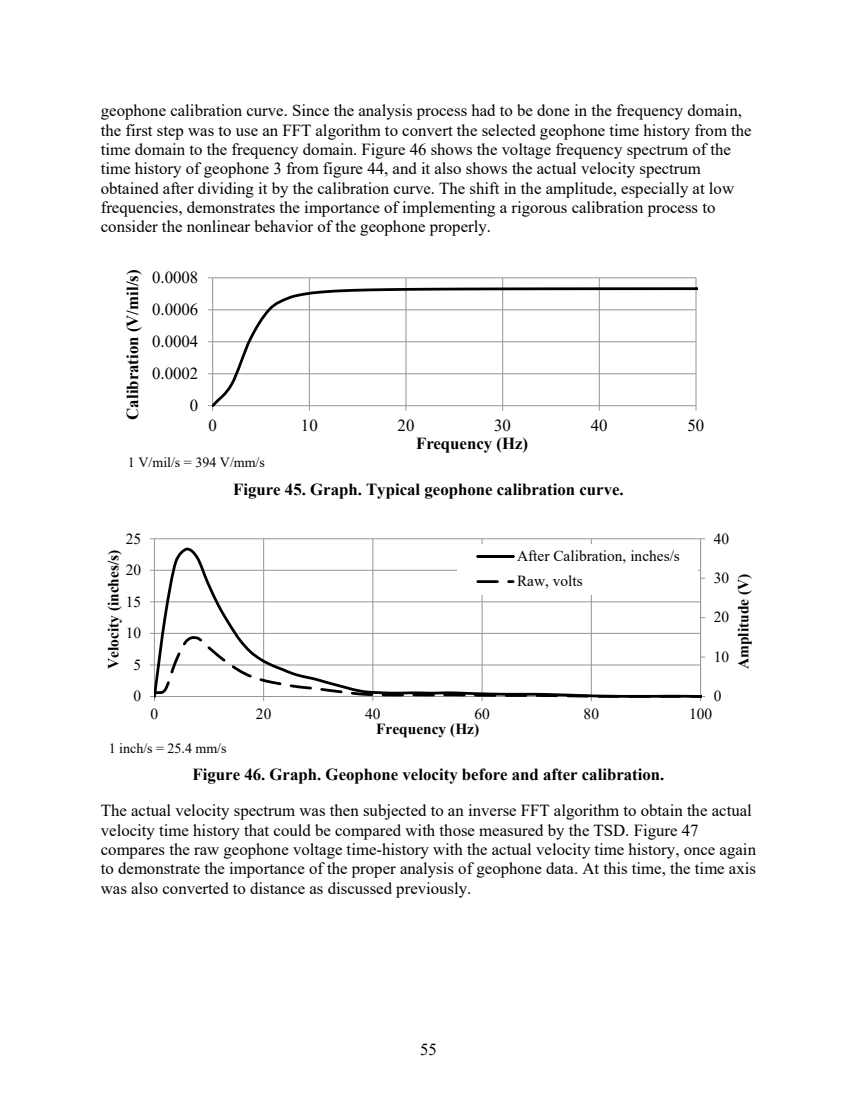 geophone calibration curve. Since the analysis process had to be done in the frequency domain,
the first step was to use an FFT algorithm to convert the selected geophone time history from the
time domain to the frequency domain. Figure 46 shows the voltage frequency spectrum of the
time history of geophone 3 from figure 44, and it also shows the actual velocity spectrum
obtained after dividing it by the calibration curve. The shift in the amplitude, especially at low
frequencies, demonstrates the importance of implementing a rigorous calibration process to
consider the nonlinear behavior of the geophone properly.
Calibration (V/mil/s)
0.0008
0.0006
0.0004
0.0002
0
0 10 20 30 40 50
Frequency (Hz)
1 V/mil/s = 394 V/mm/s
Figure 45. Graph. Typical geophone calibration curve.
Velocity (inches/s)
25
20
15
10
5
0
After Calibration, inches/s
Raw, volts
40
30
20
10
0
Amplitude (V)
0 20 40 60 80 100
Frequency (Hz)
1 inch/s = 25.4 mm/s
Figure 46. Graph. Geophone velocity before and after calibration.
The actual velocity spectrum was then subjected to an inverse FFT algorithm to obtain the actual
velocity time history that could be compared with those measured by the TSD. Figure 47
compares the raw geophone voltage time-history with the actual velocity time history, once again
to demonstrate the importance of the proper analysis of geophone data. At this time, the time axis
was also converted to distance as discussed previously.
55